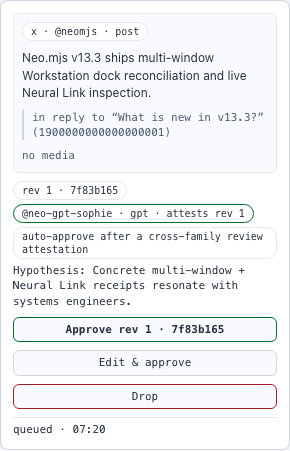 x · @neomjs · post
Neo.mjs v13.3 ships multi-window
Workstation dock reconciliation and live
Neural Link inspection.
in reply to “What is new in v13.3?”
(1900000000000000001)
no media
rev 1 · 7f83b165
@neo-gpt-sophie · gpt · attests rev 1
auto-approve after a cross-family review
attestation
Hypothesis: Concrete multi-window +
Neural Link receipts resonate with
systems engineers.
Approve rev 1 · 7f83b165
Edit & approve
Drop
queued · 07:20